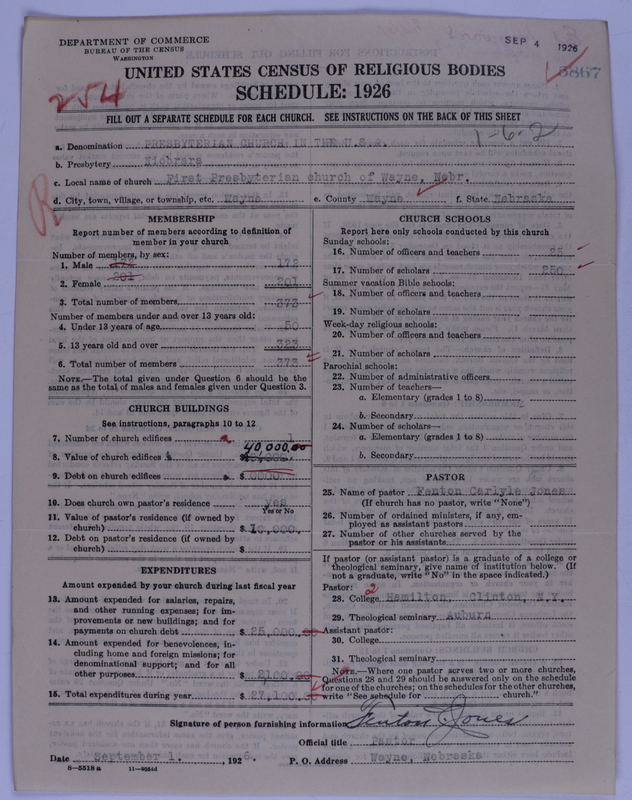 DEPARTMENT OF COMMERCE
BUREAU OF THE CENSUS
WASHINGTON
SEP 4 1926
5867
UNITED STATES CENSUS OF RELIGIOUS BODIES
254
SCHEDULE: 1926
FILL OUT A SEPARATE SCHEDULE FOR EACH CHURCH. SEE INSTRUCTIONS ON THE BACK OF THIS SHEET
1-6-2
a. Denomination PRESBYTERIAN CHURCH IN THE U.S.A.
b. Presbytery Niobrara
c. Local name of church First Presbyterian church of Wayne, Nebr.
d. City, town, village, or township, etc. Wayne e. County Wayne f. State Nebraska
R
MEMBERSHIP
Report number of members according to definition of
member in your church
Number of members, by sex:
1. Male 172
201
2. Female 201
3. Total number of members 373
Number of members under and over 13 years old:
4. Under 13 years of age 50
5. 13 years old and over 323
6. Total number of members 373
NOTE.—The total given under Question 6 should be the
same as the total of males and females given under Question 3.
CHURCH BUILDINGS
See instructions, paragraphs 10 to 12
7. Number of church edifices 1
8. Value of church edifices $ 40,000.00
9. Debt on church edifices $ 0000
10. Does church own pastor's residence yes
Yes or No
11. Value of pastor's residence (if owned by
church) $ 10,000.
12. Debt on pastor's residence (if owned by
church) $
EXPENDITURES
Amount expended by your church during last fiscal year
13. Amount expended for salaries, repairs,
and other running expenses; for im-
provements or new buildings; and for
payments on church debt $ 25,000.
14. Amount expended for benevolences, in-
cluding home and foreign missions; for
denominational support; and for all
other purposes $ 2100.00
15. Total expenditures during year $ 27,100.00
CHURCH SCHOOLS
Report here only schools conducted by this church
Sunday schools:
16. Number of officers and teachers 25
17. Number of scholars 250
Summer vacation Bible schools:
18. Number of officers and teachers
19. Number of scholars
Week-day religious schools:
20. Number of officers and teachers
21. Number of scholars
Parochial schools:
22. Number of administrative officers
23. Number of teachers—
a. Elementary (grades 1 to 8)
b. Secondary
24. Number of scholars—
a. Elementary (grades 1 to 8)
b. Secondary
PASTOR
25. Name of pastor Fenton Carlyle Jones
(If church has no pastor, write "None")
26. Number of ordained ministers, if any, em-
ployed as assistant pastors
27. Number of other churches served by the
pastor or his assistants
If pastor (or assistant pastor) is a graduate of a college or
theological seminary, give name of institution below. (If
not a graduate, write "No" in the space indicated.)
Pastor: 2
28. College Hamilton, Clinton, N.Y.
29. Theological seminary Auburn
Assistant pastor:
30. College
31. Theological seminary
NOTE.—Where one pastor serves two or more churches,
Questions 28 and 29 should be answered only on the schedule
for one of the churches; on the schedules for the other churches,
write "See schedule for church."
Signature of person furnishing information Fenton C Jones
Official title Pastor
Date September 1, 1926. P. O. Address Wayne, Nebraska
8—5518 a 11—9684d